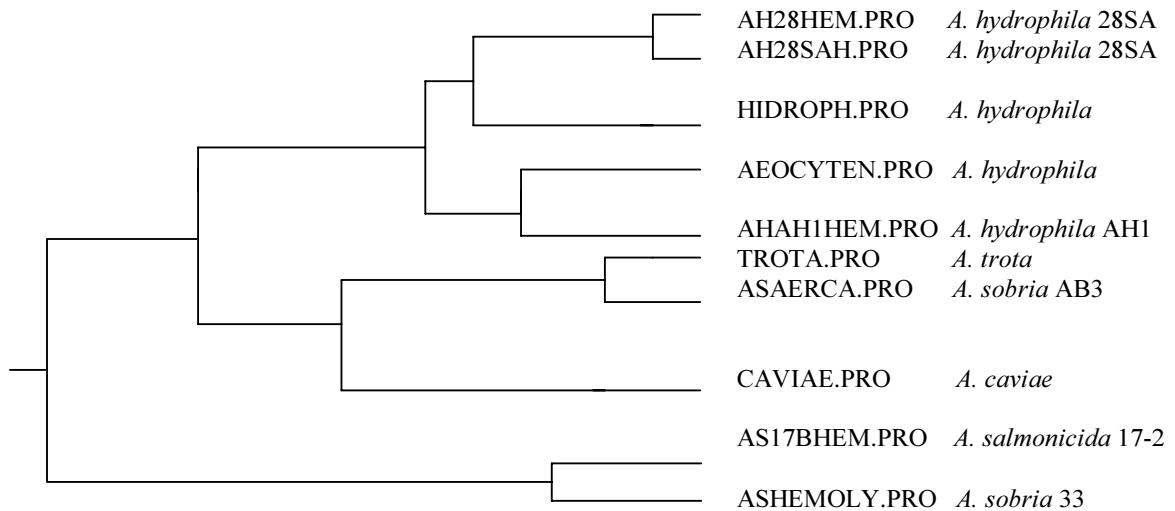 AH28HEM.PRO A. hydrophila 28SA
AH28SAH.PRO A. hydrophila 28SA
HIDROPH.PRO A. hydrophila
AEOCYTEN.PRO A. hydrophila
AHAH1HEM.PRO A. hydrophila AH1
TROTA.PRO A. trota
ASAERCA.PRO A. sobria AB3
CAVIAE.PRO A. caviae
AS17BHEM.PRO A. salmonicida 17-2
ASHEMOLY.PRO A. sobria 33